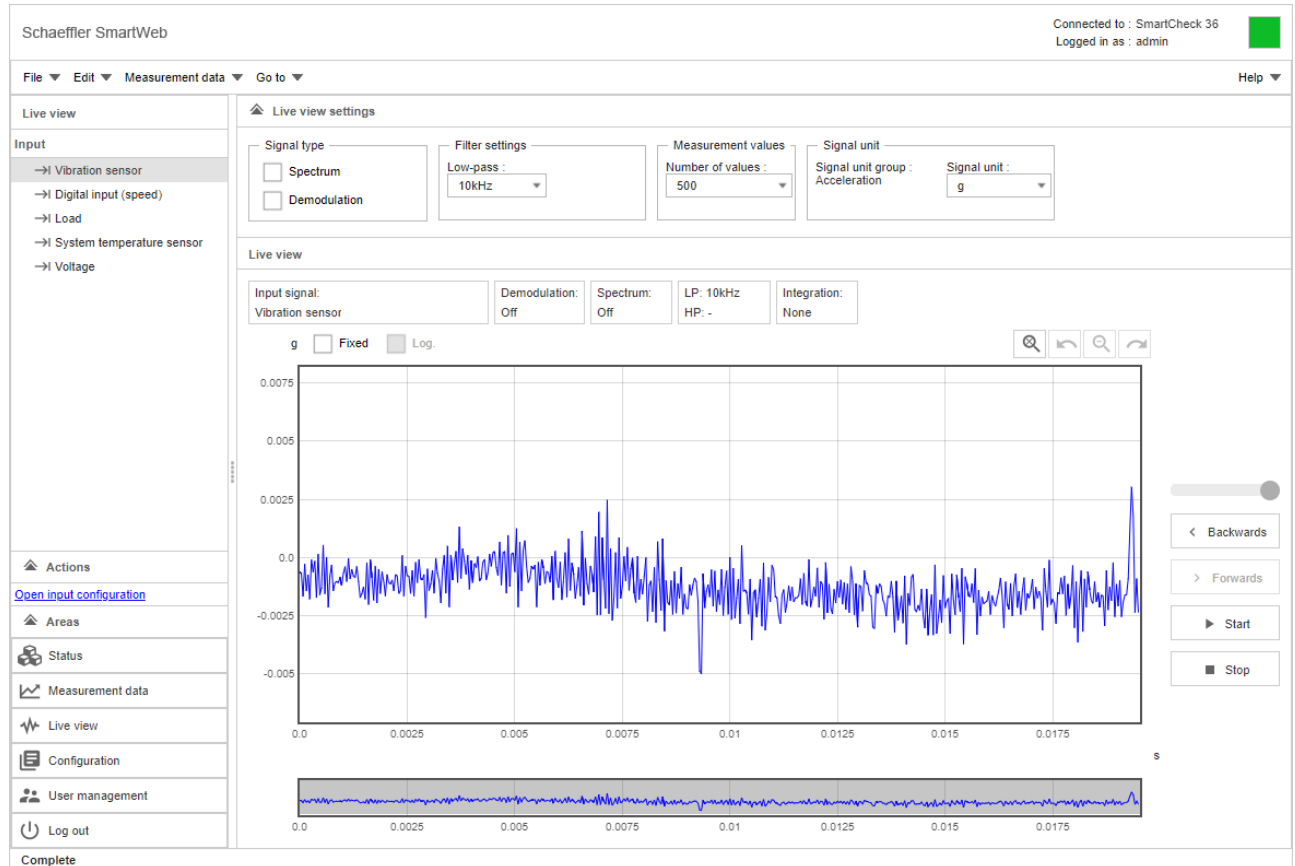 Schaeffler SmartWeb
Connected to : SmartCheck 36
Logged in as : admin
File Edit Measurement data Go to Help
Live view
Input
Vibration sensor
Digital input (speed)
Load
System temperature sensor
Voltage
Actions
Open input configuration
Areas
Status
Measurement data
Live view
Configuration
User management
Log out
Complete
Live view settings
Signal type
Spectrum
Demodulation
Filter settings
Low-pass :
10kHz
Measurement values
Number of values :
500
Signal unit
Signal unit group :
Acceleration
Signal unit :
g
Live view
Input signal:
Vibration sensor
Demodulation:
Off
Spectrum:
Off
LP: 10kHz
HP: -
Integration:
None
g Fixed Log.
0.0075
0.005
0.0025
0.0
-0.0025
-0.005
0.0 0.0025 0.005 0.0075 0.01 0.0125 0.015 0.0175
s
0.0 0.0025 0.005 0.0075 0.01 0.0125 0.015 0.0175
Backwards
Forwards
Start
Stop